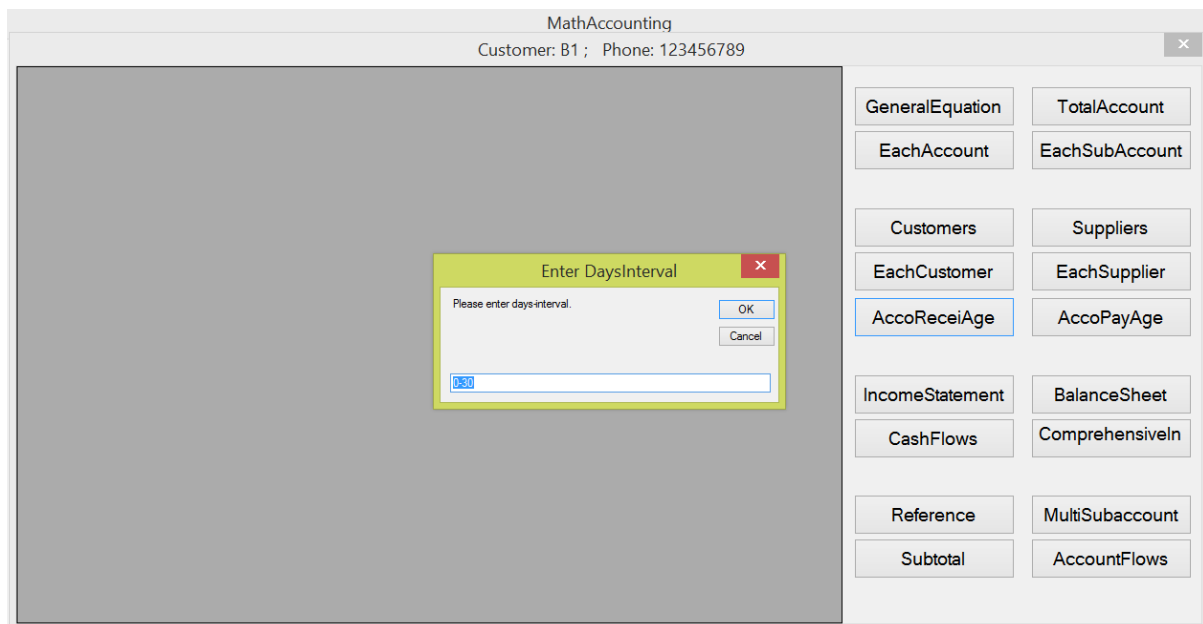 MathAccounting
Customer: B1 ; Phone: 123456789
GeneralEquation TotalAccount
EachAccount EachSubAccount
Customers Suppliers
EachCustomer EachSupplier
AccoReceiAge AccoPayAge
IncomeStatement BalanceSheet
CashFlows ComprehensiveIn
Reference MultiSubaccount
Subtotal AccountFlows
Enter DaysInterval
Please enter days-interval.
OK
Cancel
0-30